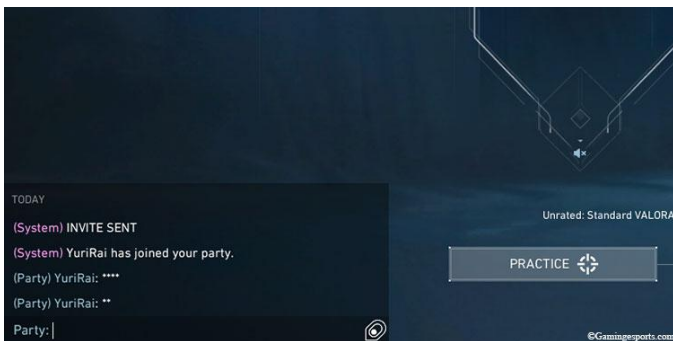 TODAY
(System) INVITE SENT
(System) YuriRai has joined your party.
(Party) YuriRai: ****
(Party) YuriRai: **
Party:
Unrated: Standard VALORA
PRACTICE
©Gamingesports.com